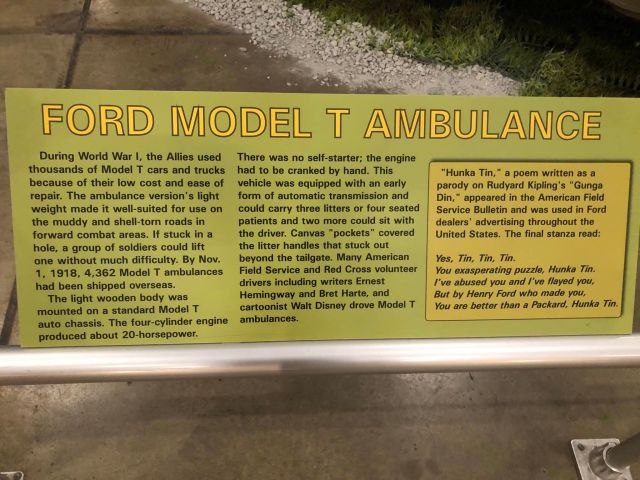 FORD MODEL T AMBULANCE
During World War I, the Allies used
thousands of Model T cars and trucks
because of their low cost and ease of
repair. The ambulance version's light
weight made it well-suited for use on
the muddy and shell-torn roads in
forward combat areas. If stuck in a
hole, a group of soldiers could lift
one without much difficulty. By Nov.
1, 1918, 4,362 Model T ambulances
had been shipped overseas.
The light wooden body was
mounted on a standard Model T
auto chassis. The four-cylinder engine
produced about 20-horsepower.
There was no self-starter; the engine
had to be cranked by hand. This
vehicle was equipped with an early
form of automatic transmission and
could carry three litters or four seated
patients and two more could sit with
the driver. Canvas "pockets" covered
the litter handles that stuck out
beyond the tailgate. Many American
Field Service and Red Cross volunteer
drivers including writers Ernest
Hemingway and Bret Harte, and
cartoonist Walt Disney drove Model T
ambulances.
"Hunka Tin," a poem written as a
parody on Rudyard Kipling's "Gunga
Din," appeared in the American Field
Service Bulletin and was used in Ford
dealers' advertising throughout the
United States. The final stanza read:
Yes, Tin, Tin, Tin.
You exasperating puzzle, Hunka Tin.
I've abused you and I've flayed you,
But by Henry Ford who made you,
You are better than a Packard, Hunka Tin.